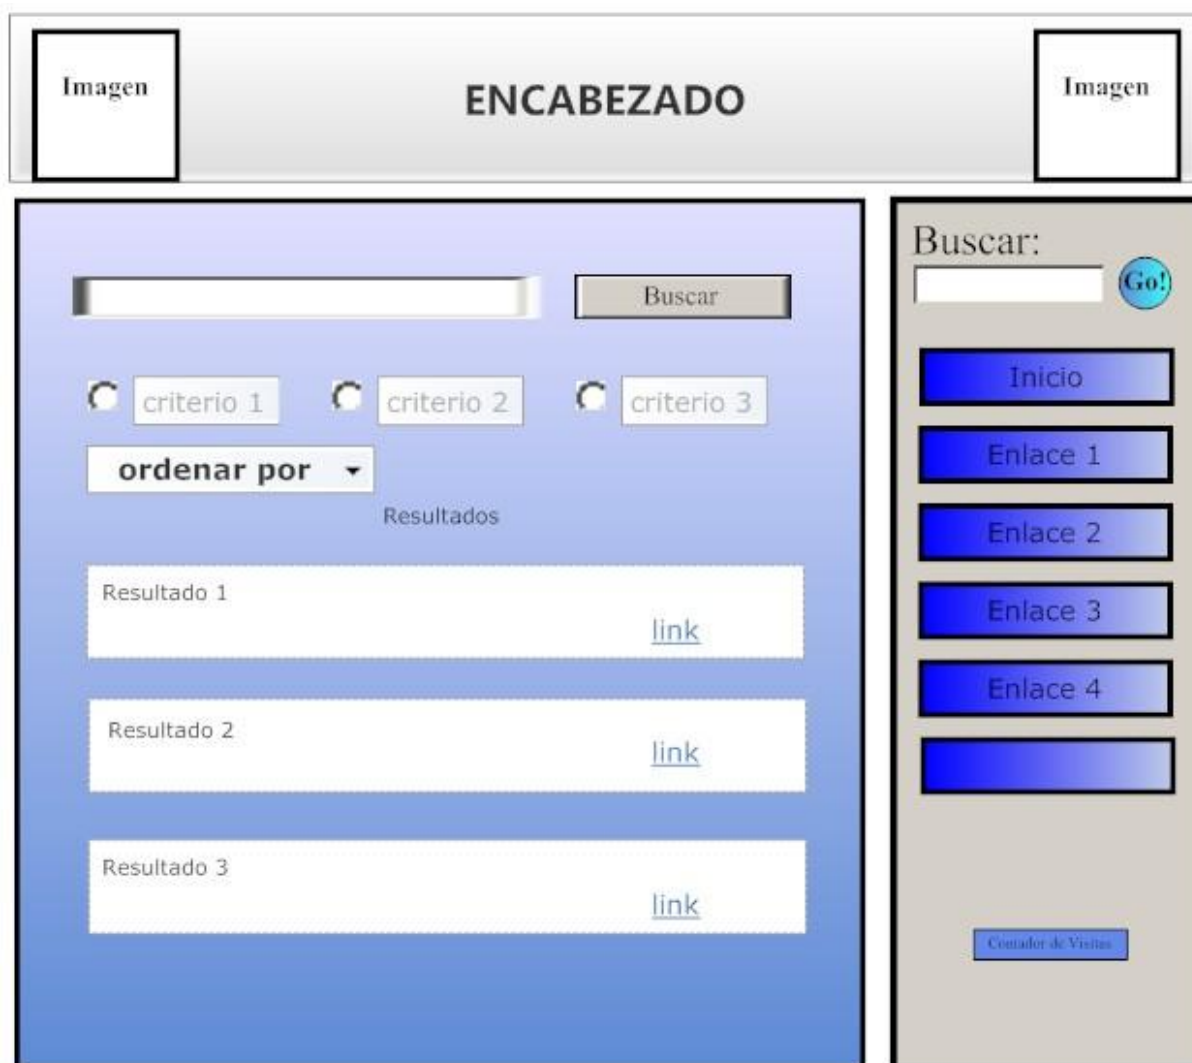 Imagen
ENCABEZADO
Imagen
Buscar
criterio 1
criterio 2
criterio 3
ordenar por
Resultados
Resultado 1
link
Resultado 2
link
Resultado 3
link
Buscar:
Go!
Inicio
Enlace 1
Enlace 2
Enlace 3
Enlace 4
Contador de Visitas